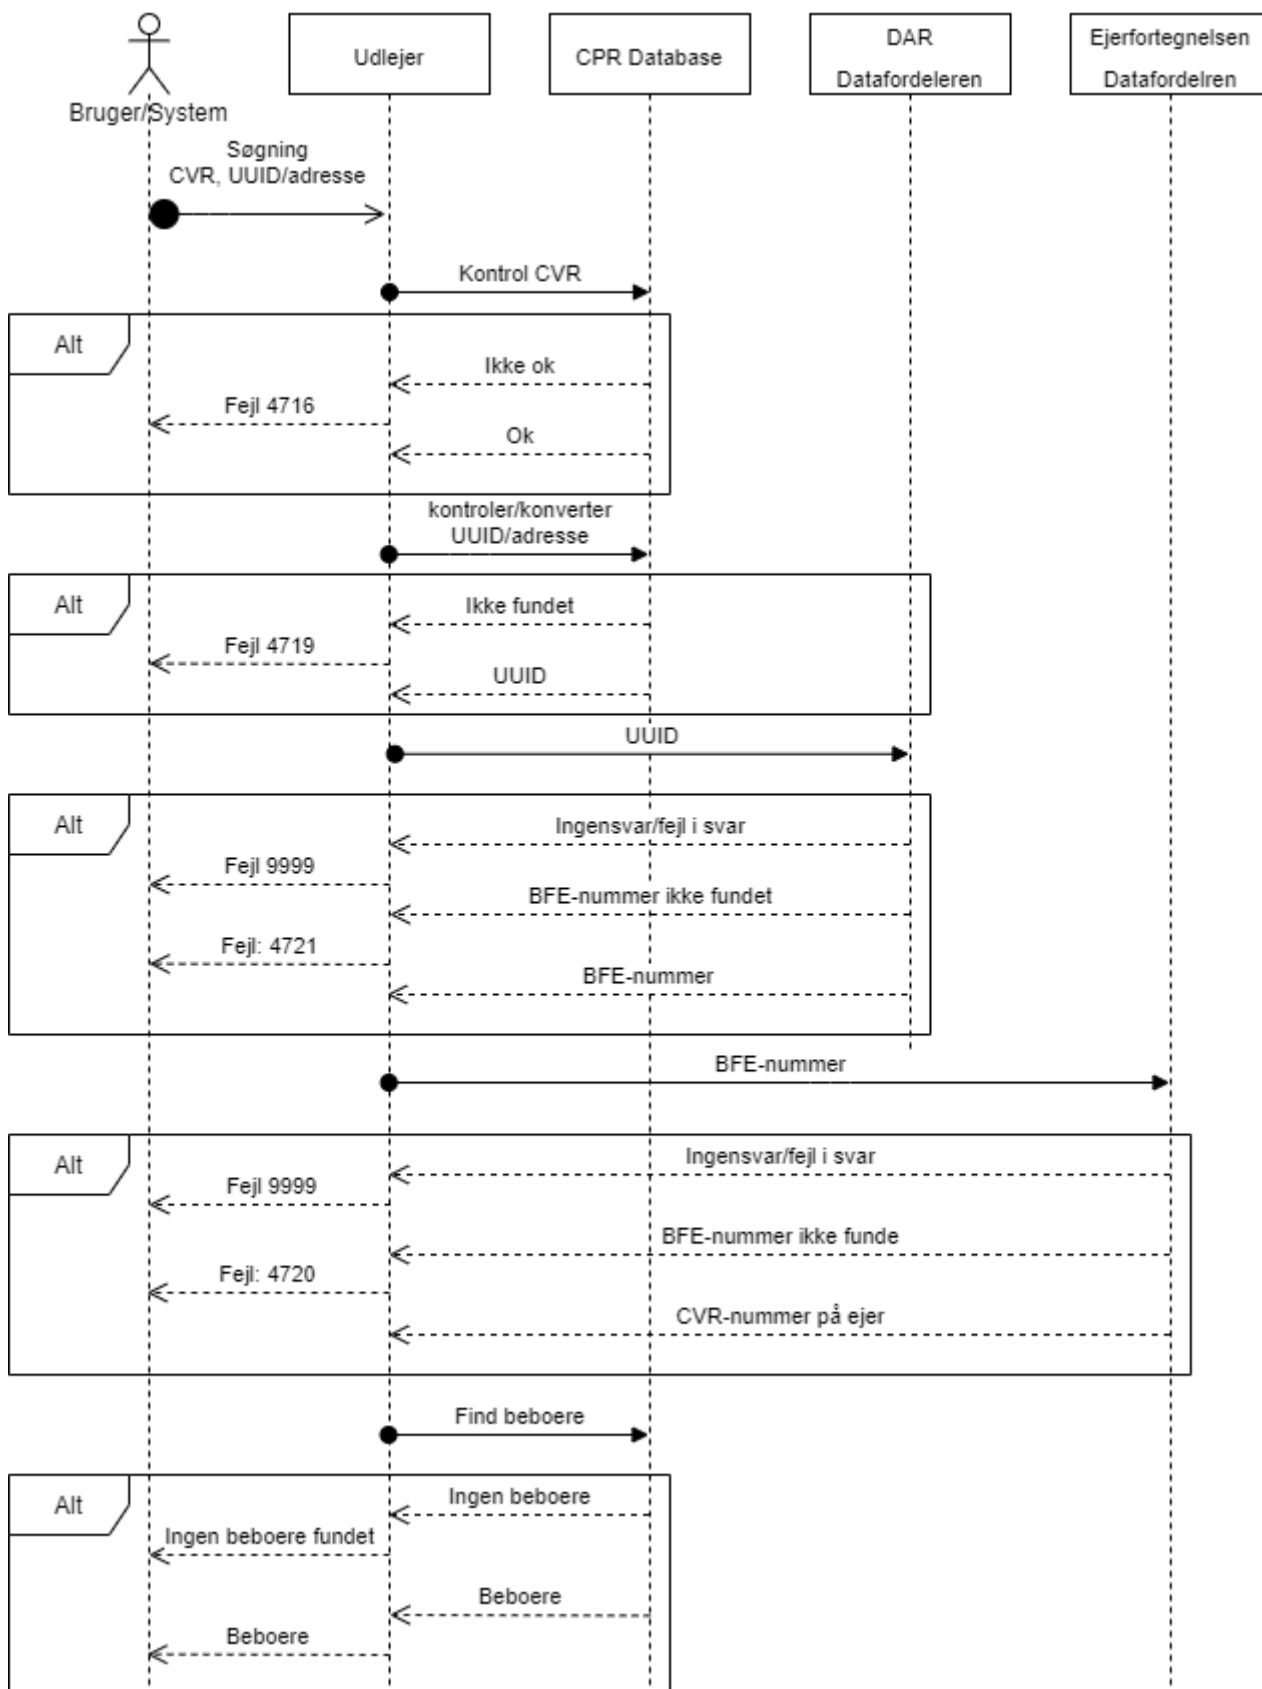 Bruger/System
Udlejer
CPR Database
DAR
Datafordeleren
Ejerfortegnelsen
Datafordelren
Søgning
CVR, UUID/adresse
Kontrol CVR
Alt
Ikke ok
Fejl 4716
Ok
kontroler/konverter
UUID/adresse
Alt
Ikke fundet
Fejl 4719
UUID
UUID
Alt
Ingensvar/fejl i svar
Fejl 9999
BFE-nummer ikke fundet
Fejl: 4721
BFE-nummer
BFE-nummer
Alt
Ingensvar/fejl i svar
Fejl 9999
BFE-nummer ikke funde
Fejl: 4720
CVR-nummer på ejer
Find beboere
Alt
Ingen beboere
Ingen beboere fundet
Beboere
Beboere